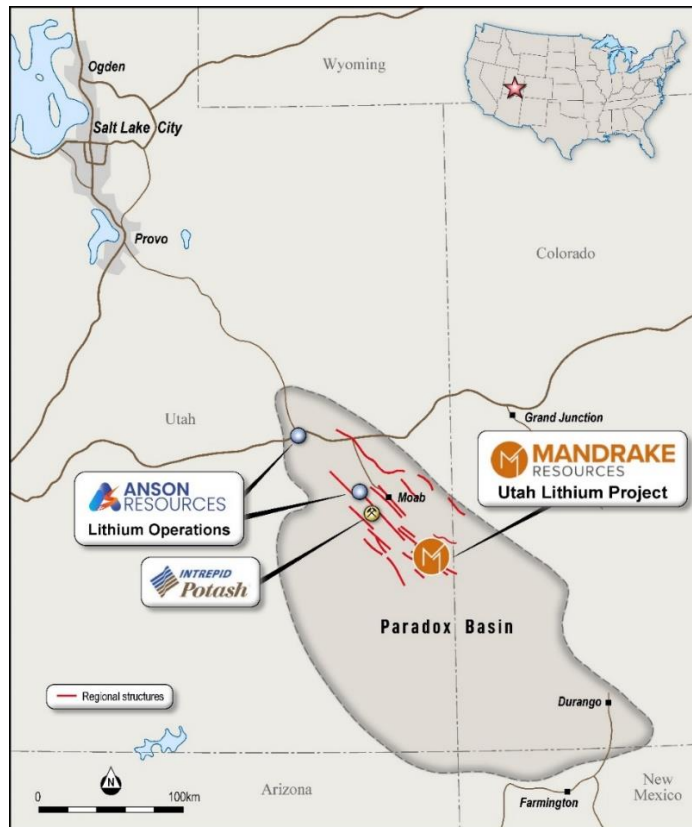 Ogden
Wyoming
Salt Lake City
Provo
Colorado
Utah
Grand Junction
ANSON
RESOURCES
Lithium Operations
Moab
M
MANDRAKE
RESOURCES
Utah Lithium Project
INTREPID
Potash
M
Paradox Basin
Regional structures
Durango
N
Arizona
New
Mexico
0 100km
Farmington